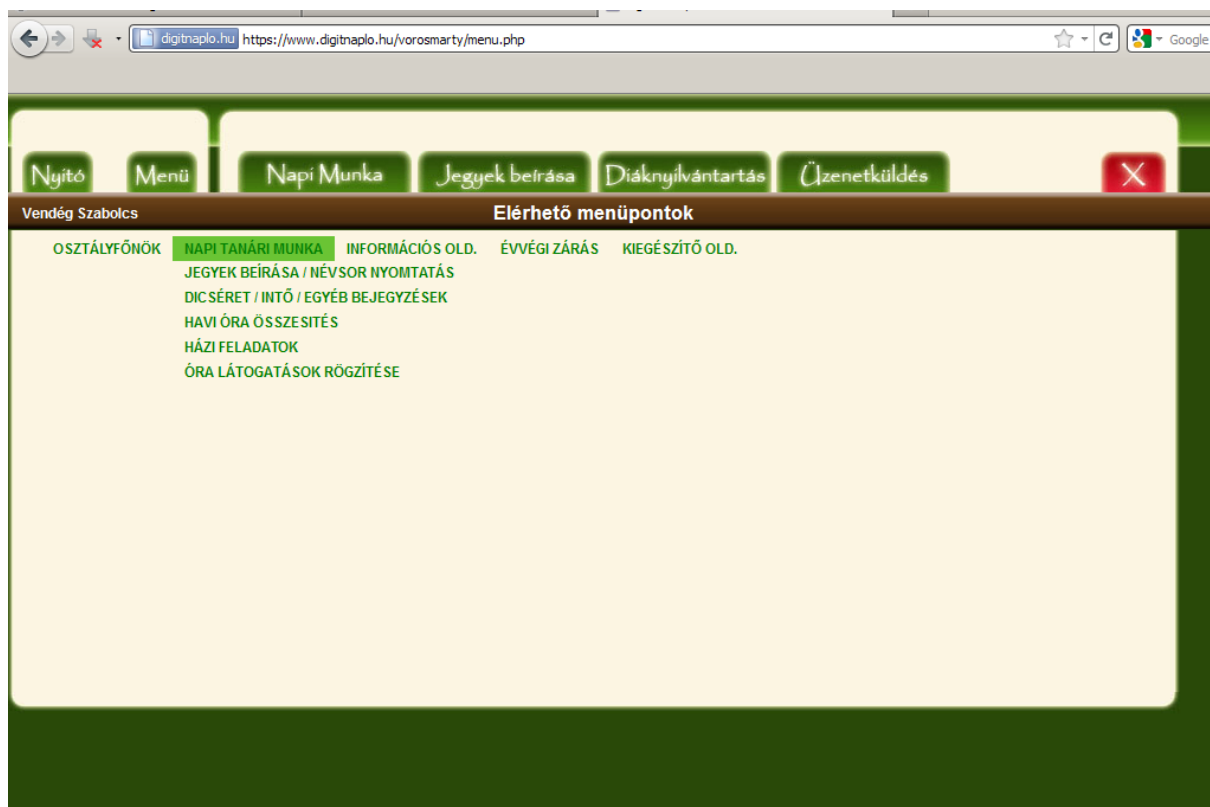 digitnaplo.hu https://www.digitnaplo.hu/vorosmarty/menu.php Google
Nyitó Menü Napi Munka Jegyek beírása Diáknyilvántartás Üzenetküldés X
Vendég Szabolcs Elérhető menüpontok
OSZTÁLYFŐNÖK NAPI TANÁRI MUNKA INFORMÁCIÓS OLD. ÉVVÉGI ZÁRÁS KIEGÉSZÍTŐ OLD.
JEGYEK BEÍRÁSA / NÉVSOR NYOMTATÁS
DICSÉRET / INTŐ / EGYÉB BEJEGYZÉSEK
HAVI ÓRA ÖSSZESITÉS
HÁZI FELADATOK
ÓRA LÁTOGATÁSOK RÖGZÍTÉSE